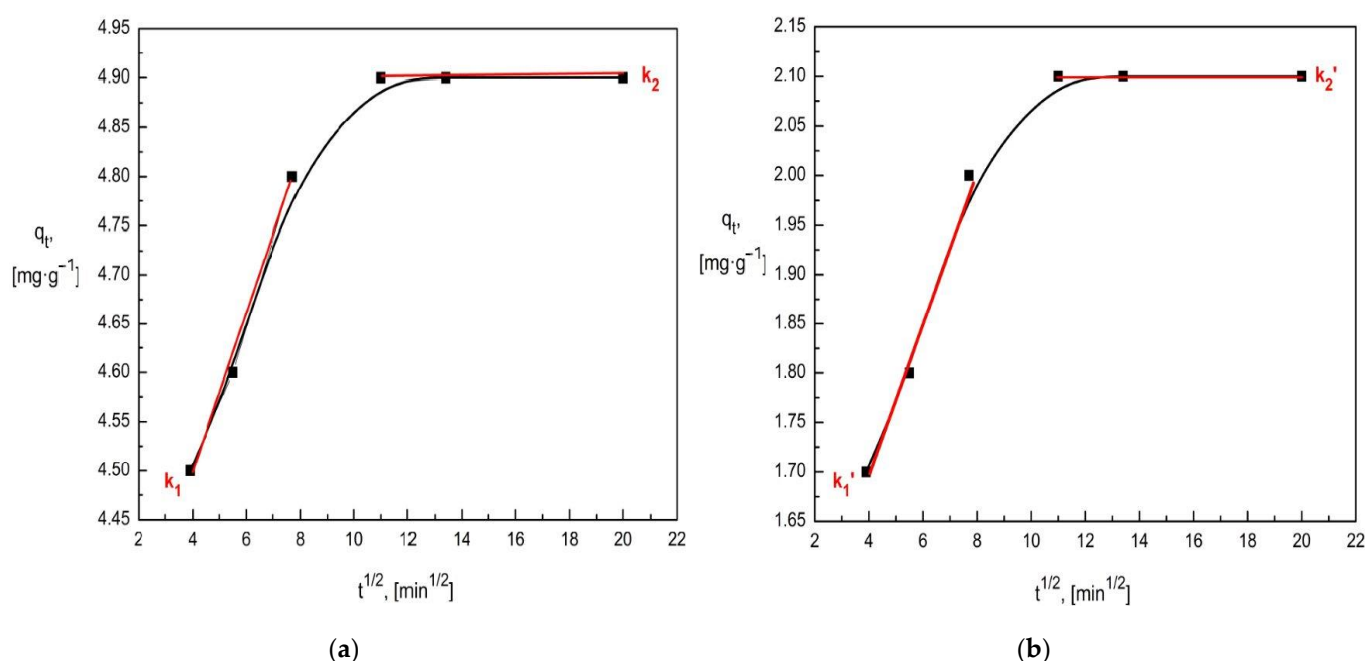 4.95
4.90
4.85
4.80
4.75
4.70
4.65
4.60
4.55
4.50
4.45
q_t,
[mg·g⁻¹]
k₁
k₂
2 4 6 8 10 12 14 16 18 20 22
t^{1/2}, [min^{1/2}]
(a)
2.15
2.10
2.05
2.00
1.95
1.90
1.85
1.80
1.75
1.70
1.65
q_t,
[mg·g⁻¹]
k₁'
k₂'
2 4 6 8 10 12 14 16 18 20 22
t^{1/2}, [min^{1/2}]
(b)